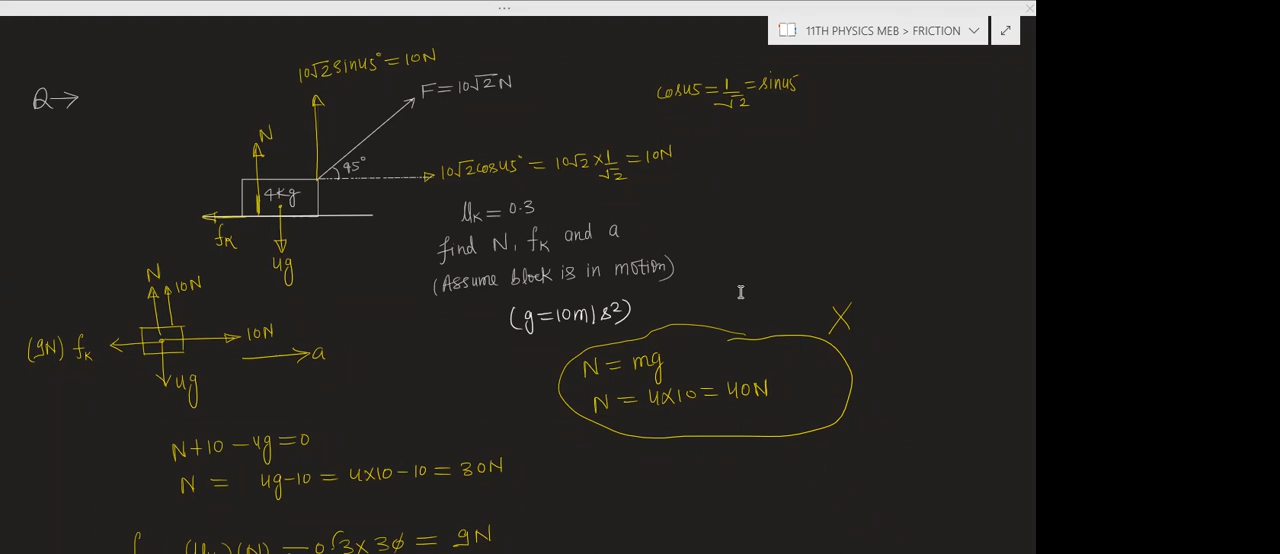 11TH PHYSICS MEB > FRICTION
10√2 sin45° = 10N
Q →
F = 10√2 N
cos45 = 1/√2 = sin45
N
45°
10√2 cos45° = 10√2 × 1/√2 = 10N
4kg
μK = 0.3
fK
find N, fK and a
4g
(Assume block is in motion)
N
10N
(g = 10m/s²)
X
(9N) fK
10N
a
4g
N = mg
N = 4×10 = 40N
N+10 - 4g = 0
N = 4g-10 = 4×10-10 = 30N
= 0.3 × 30 = 9N